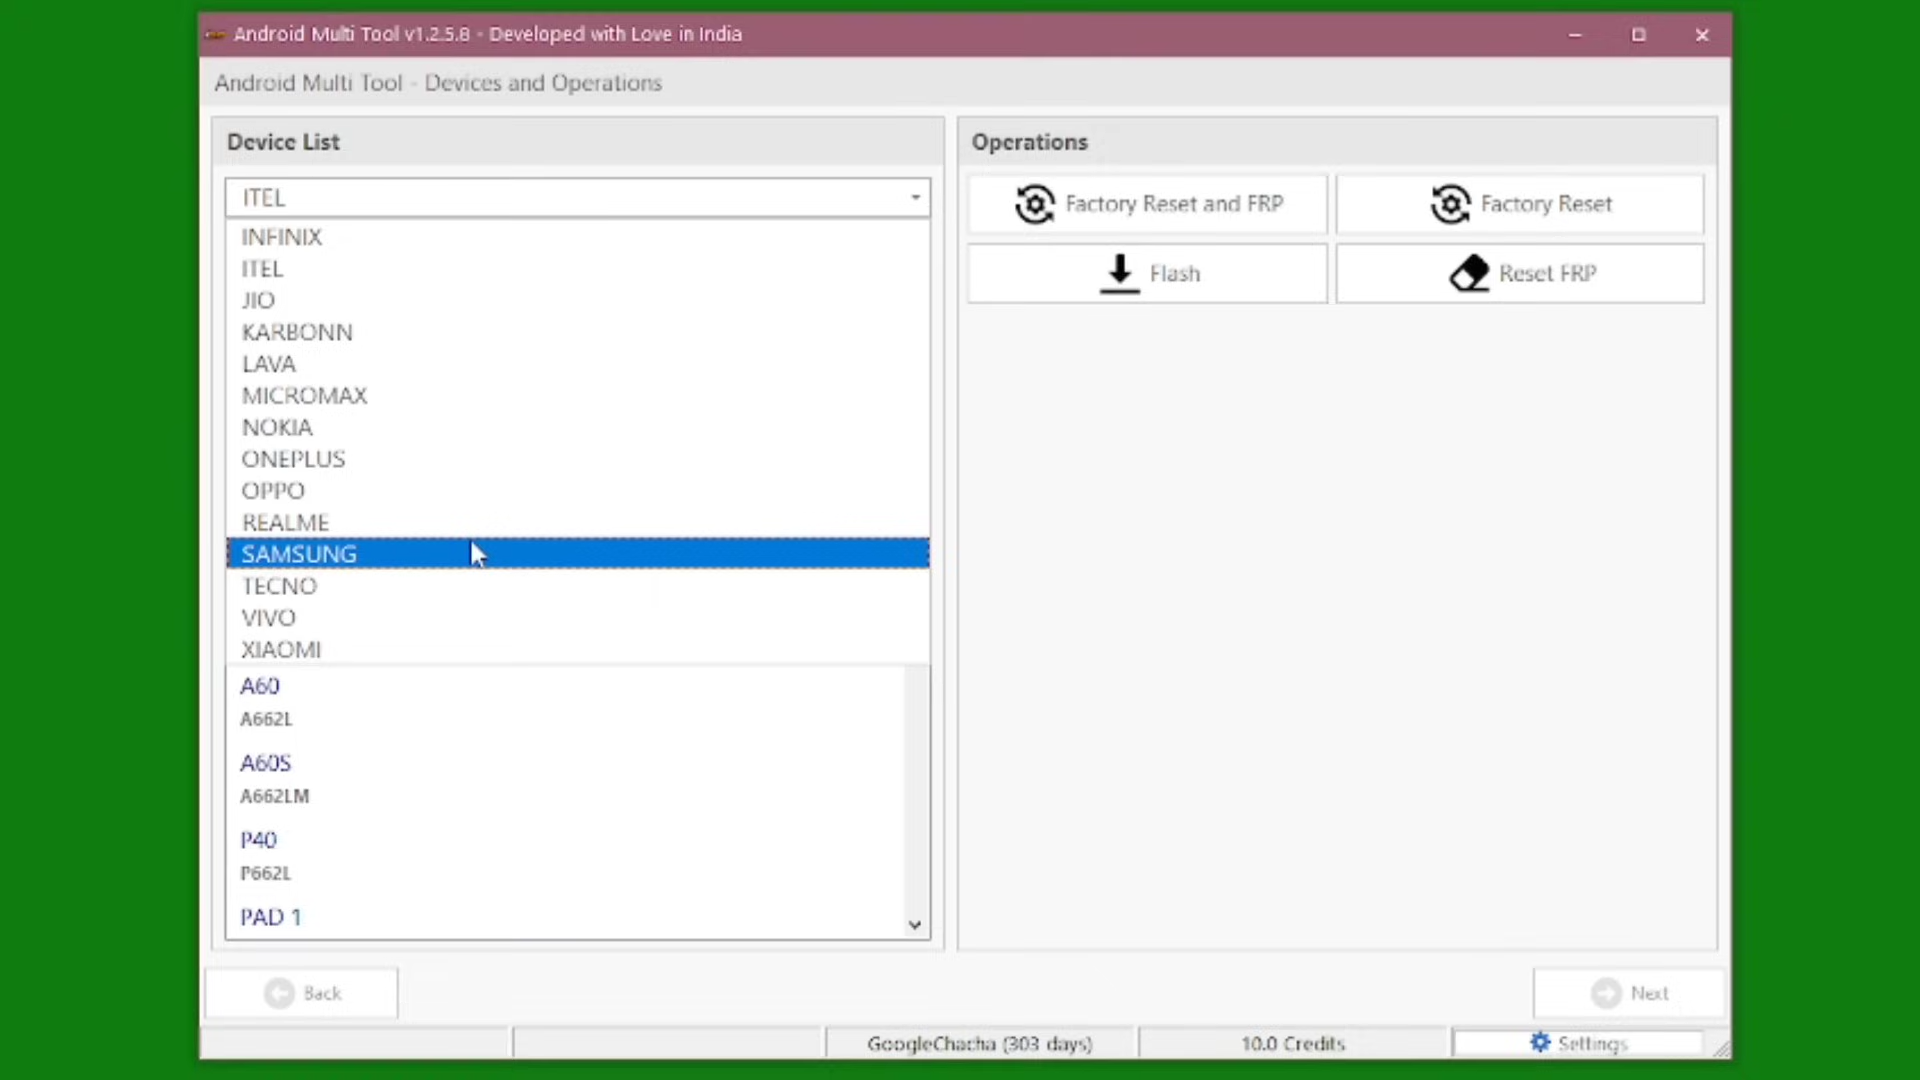 Android Multi Tool v1.2.5.8 - Developed with Love in India
Android Multi Tool - Devices and Operations
Device List
ITEL
INFINIX
ITEL
JIO
KARBONN
LAVA
MICROMAX
NOKIA
ONEPLUS
OPPO
REALME
SAMSUNG
TECNO
VIVO
XIAOMI
A60
A662L
A60S
A662LM
P40
P662L
PAD 1
Operations
Factory Reset and FRP
Factory Reset
Flash
Reset FRP
Back
Next
GoogleChacha (303 days)
10.0 Credits
Settings